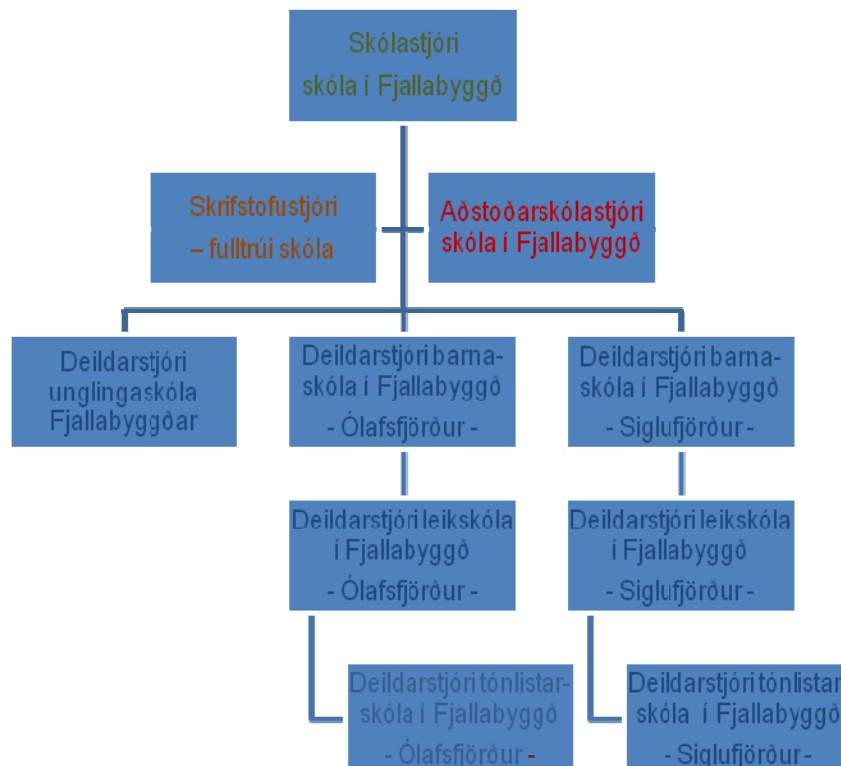 Skólastjóri
skóla í Fjallabyggð
Skrifstofustjóri
– fulltrúi skóla
Aðstoðarskólastjóri
skóla í Fjallabyggð
Deildarstjóri
unglingaskóla
Fjallabyggðar
Deildarstjóri barna-
skóla í Fjallabyggð
- Ólafsfjörður -
Deildarstjóri barna-
skóla í Fjallabyggð
- Siglufjörður -
Deildarstjóri leikskóla
í Fjallabyggð
- Ólafsfjörður -
Deildarstjóri leikskóla
í Fjallabyggð
- Siglufjörður -
Deildarstjóri tónlistar-
skóla í Fjallabyggð
- Ólafsfjörður -
Deildarstjóri tónlistar
skóla í Fjallabyggð
- Siglufjörður -